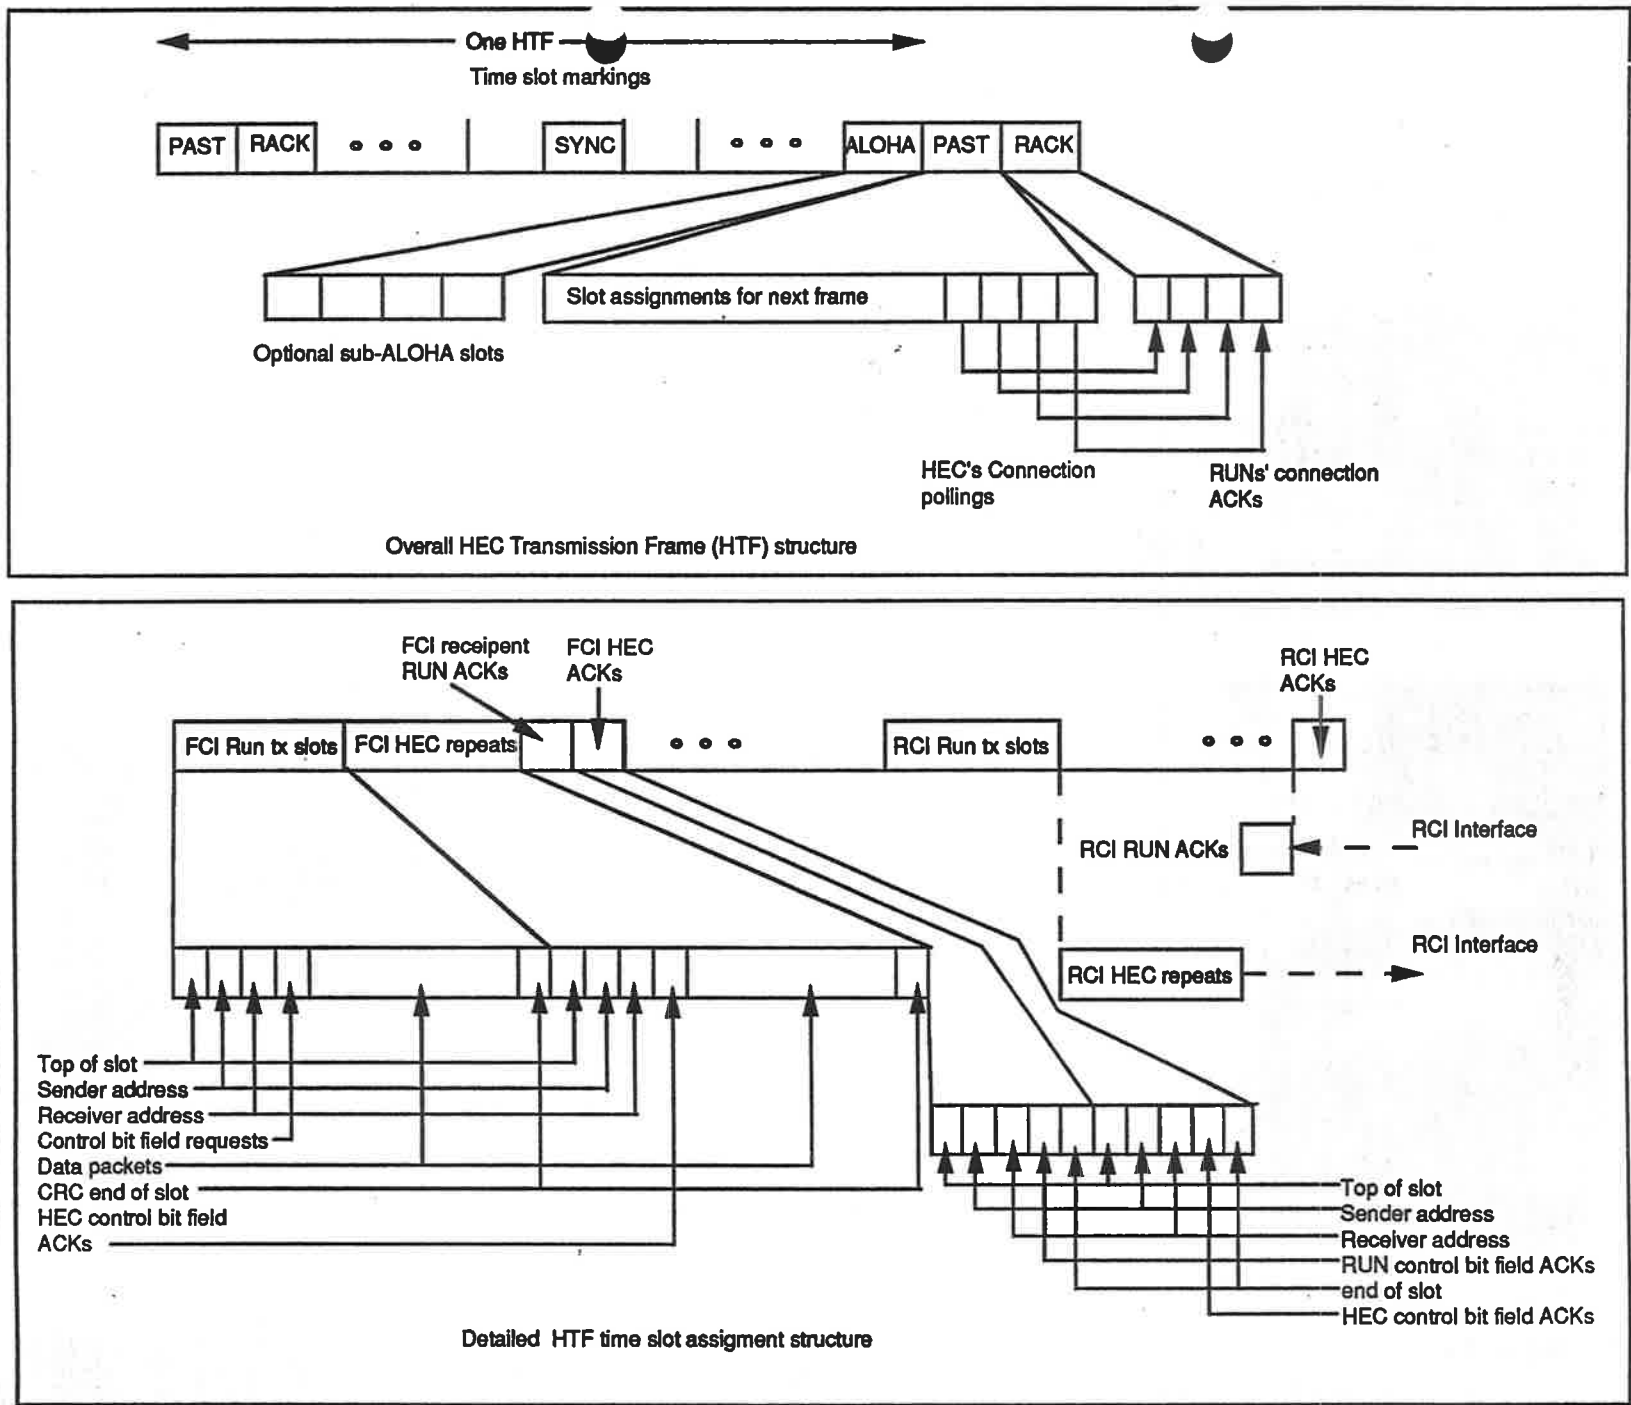 One HTF
Time slot markings
PAST
RACK
SYNC
ALOHA
PAST
RACK
Slot assignments for next frame
Optional sub-ALOHA slots
HEC's Connection
pollings
RUNs' connection
ACKs
Overall HEC Transmission Frame (HTF) structure
FCI receipent
RUN ACKs
FCI HEC
ACKs
RCI HEC
ACKs
FCI Run tx slots
FCI HEC repeats
RCI Run tx slots
RCI RUN ACKs
RCI Interface
RCI HEC repeats
RCI Interface
Top of slot
Sender address
Receiver address
Control bit field requests
Data packets
CRC end of slot
HEC control bit field
ACKs
Top of slot
Sender address
Receiver address
RUN control bit field ACKs
end of slot
HEC control bit field ACKs
Detailed HTF time slot assigment structure